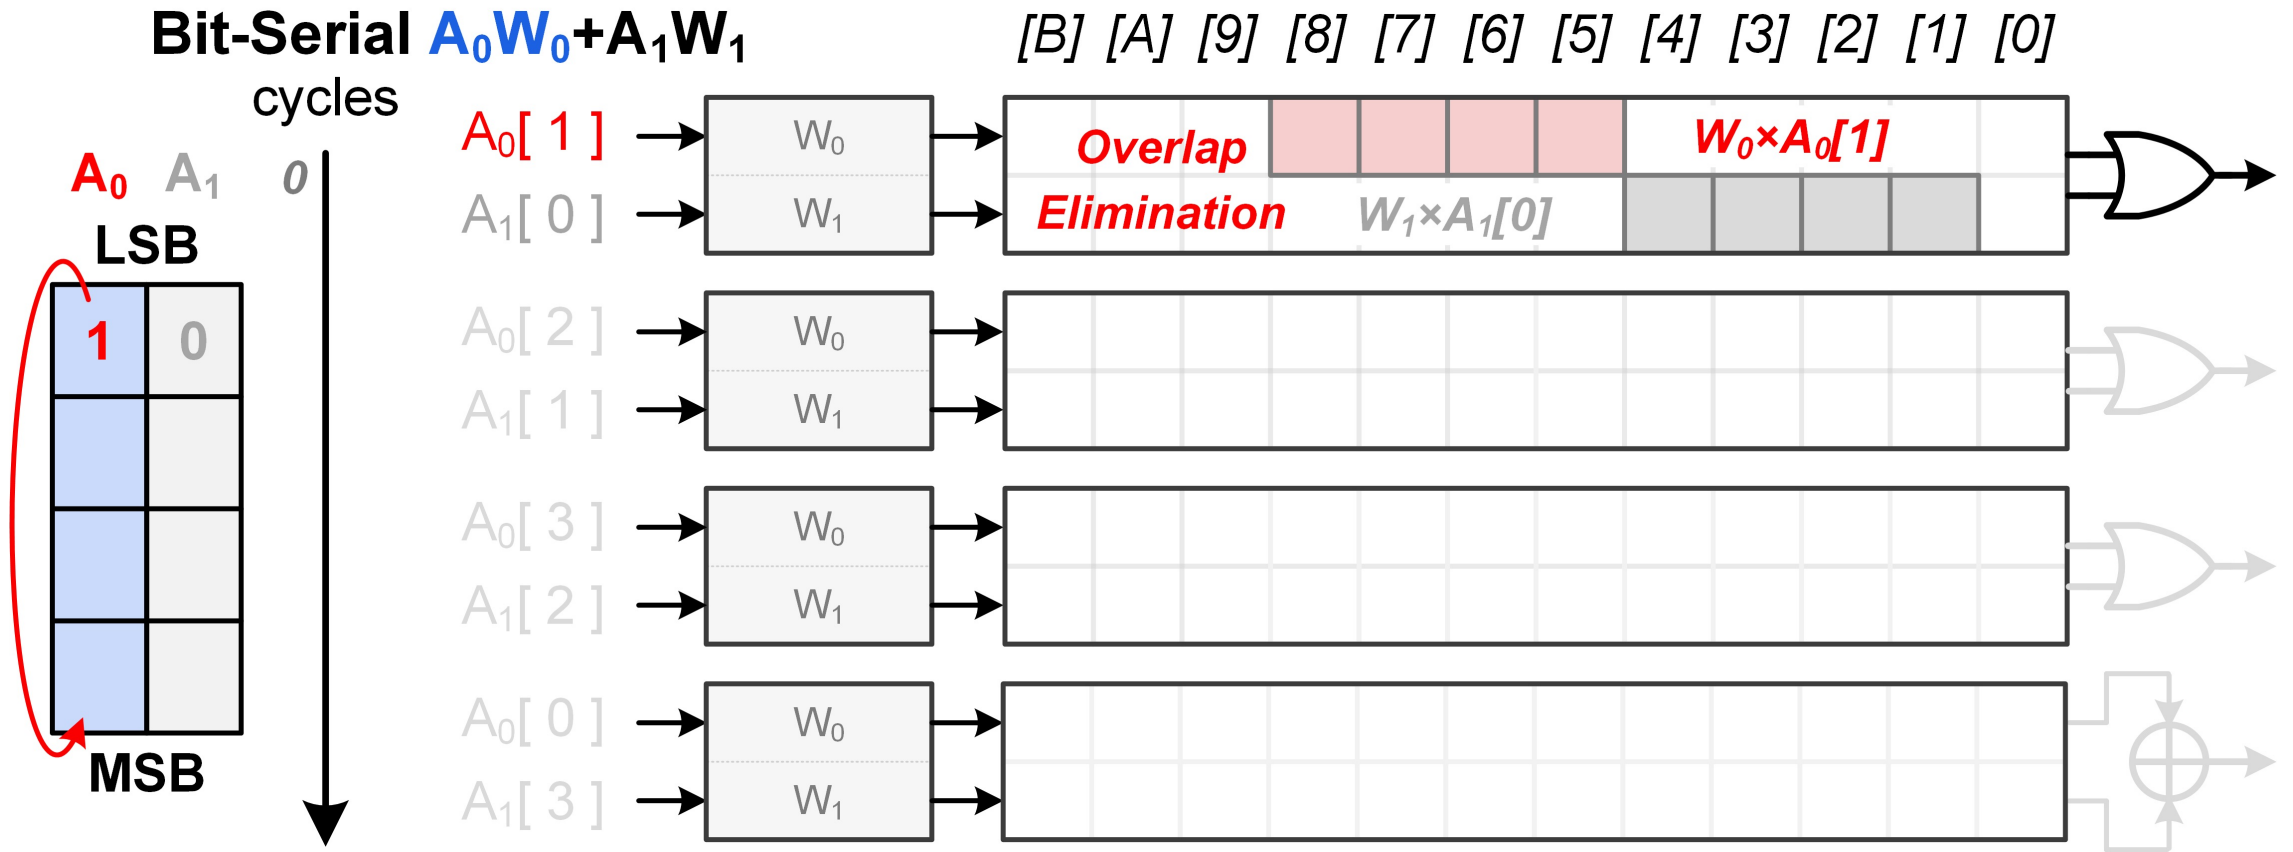 Bit-Serial A₀W₀+A₁W₁
cycles
[B] [A] [9] [8] [7] [6] [5] [4] [3] [2] [1] [0]
A₀ A₁ 0
LSB
1 0
MSB
A₀[ 1 ] W₀
A₁[ 0 ] W₁
Overlap W₀×A₀[1]
Elimination W₁×A₁[0]
A₀[ 2 ] W₀
A₁[ 1 ] W₁
A₀[ 3 ] W₀
A₁[ 2 ] W₁
A₀[ 0 ] W₀
A₁[ 3 ] W₁